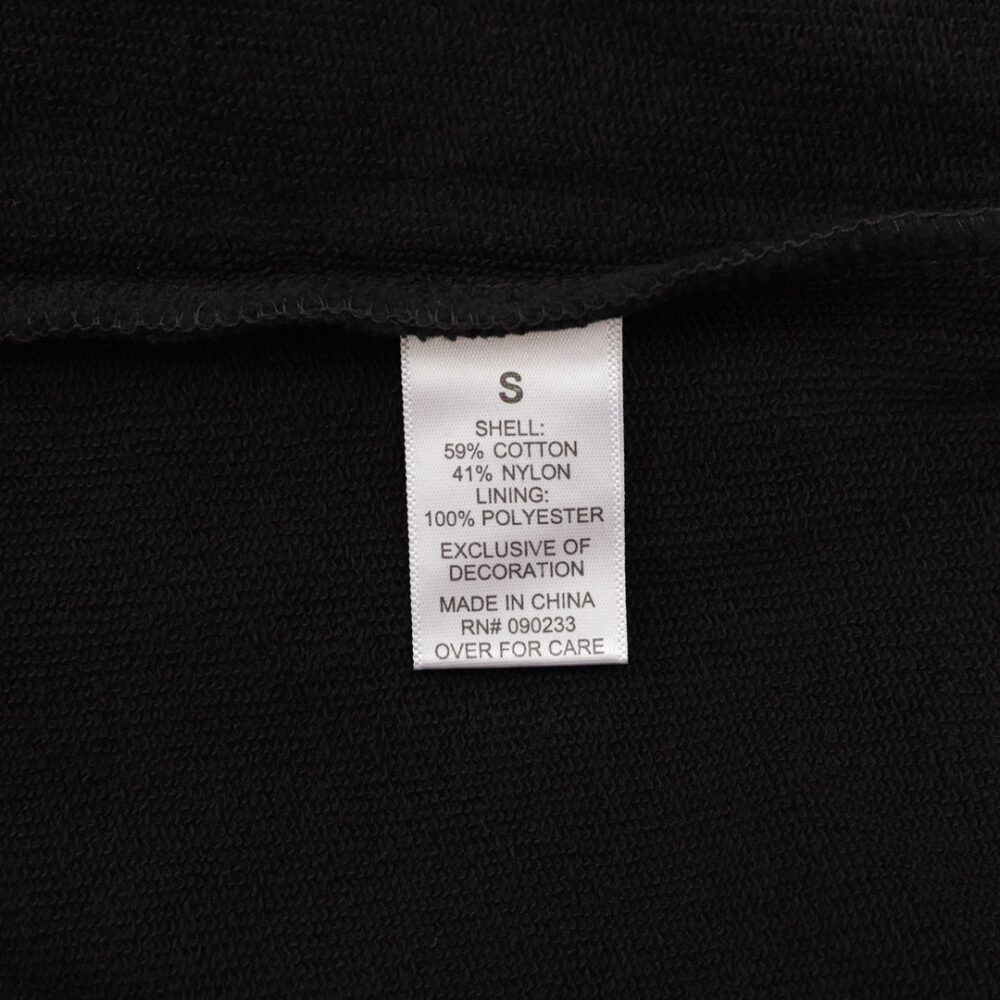 S
SHELL:
59% COTTON
41% NYLON
LINING:
100% POLYESTER
EXCLUSIVE OF
DECORATION
MADE IN CHINA
RN# 090233
OVER FOR CARE